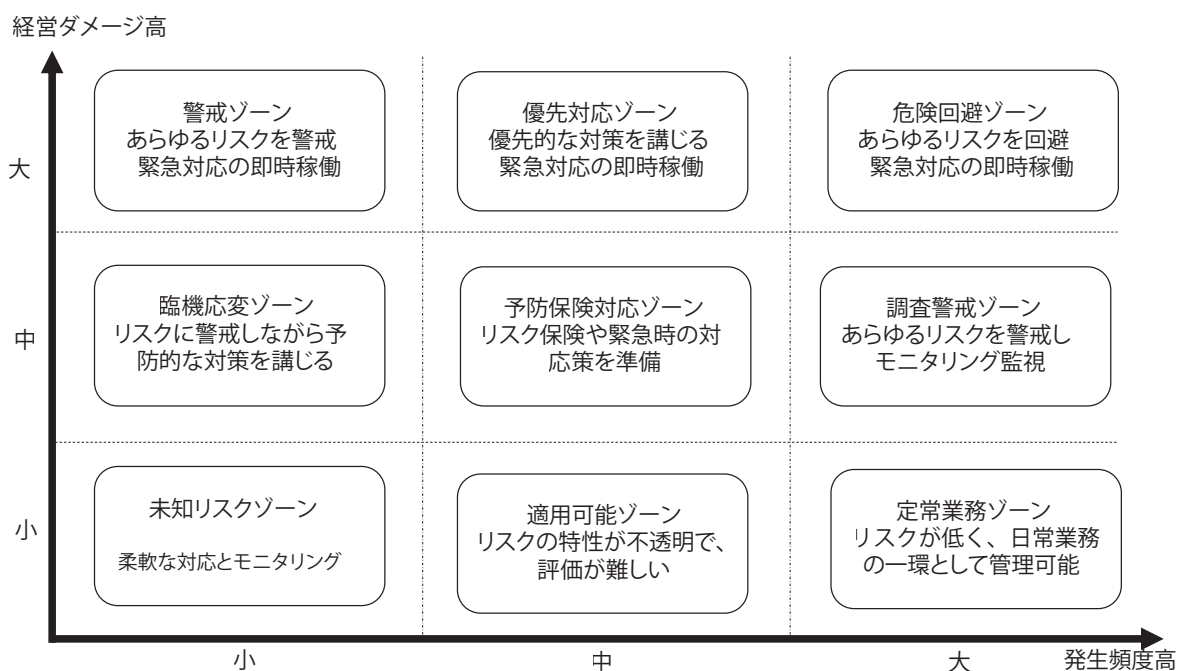 経営ダメージ高
大
警戒ゾーン
あらゆるリスクを警戒
緊急対応の即時稼働
優先対応ゾーン
優先的な対策を講じる
緊急対応の即時稼働
危険回避ゾーン
あらゆるリスクを回避
緊急対応の即時稼働
中
臨機応変ゾーン
リスクに警戒しながら予
防的な対策を講じる
予防保険対応ゾーン
リスク保険や緊急時の対
応策を準備
調査警戒ゾーン
あらゆるリスクを警戒し
モニタリング監視
小
未知リスクゾーン
柔軟な対応とモニタリング
適用可能ゾーン
リスクの特性が不透明で、
評価が難しい
定常業務ゾーン
リスクが低く、日常業務
の一環として管理可能
小
中
大
発生頻度高